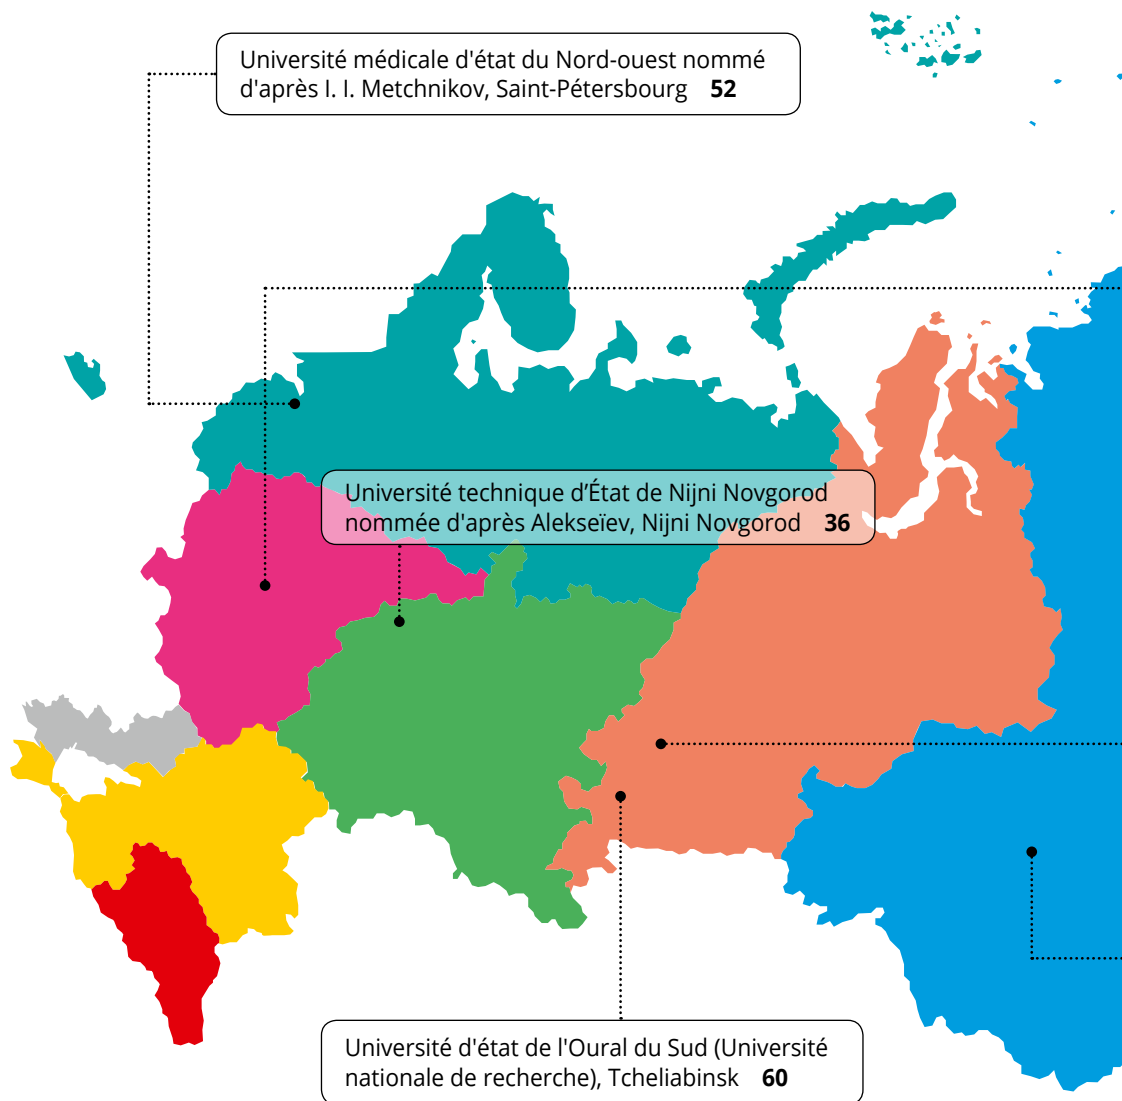 Université médicale d'état du Nord-ouest nommé
d'après I. I. Metchnikov, Saint-Pétersbourg 52
Université technique d’État de Nijni Novgorod
nommée d'après Alekseïev, Nijni Novgorod 36
Université d'état de l'Oural du Sud (Université
nationale de recherche), Tcheliabinsk 60